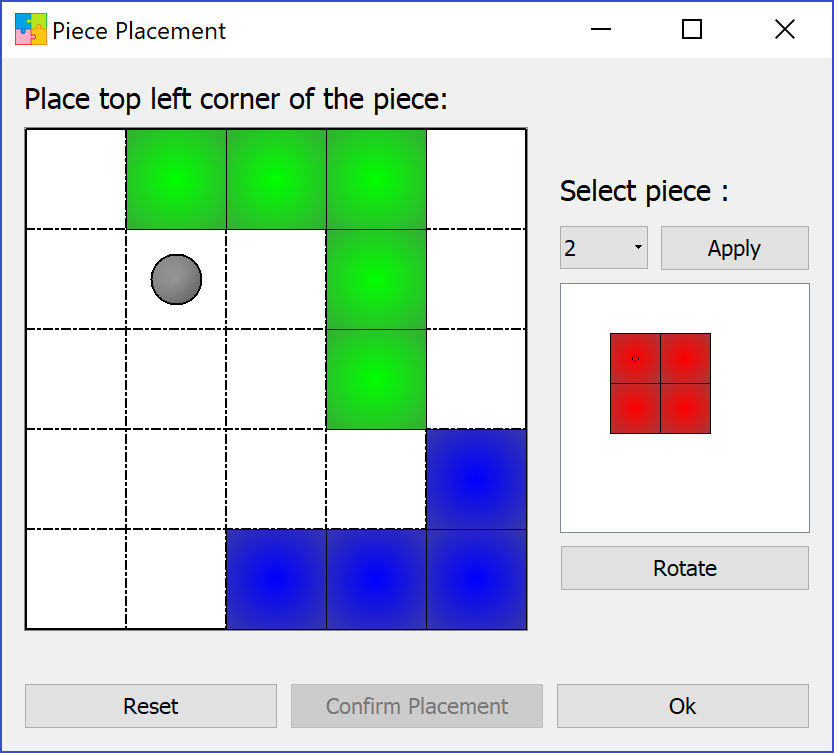 Piece Placement
Place top left corner of the piece:
Select piece :
2
Apply
Rotate
Reset
Confirm Placement
Ok